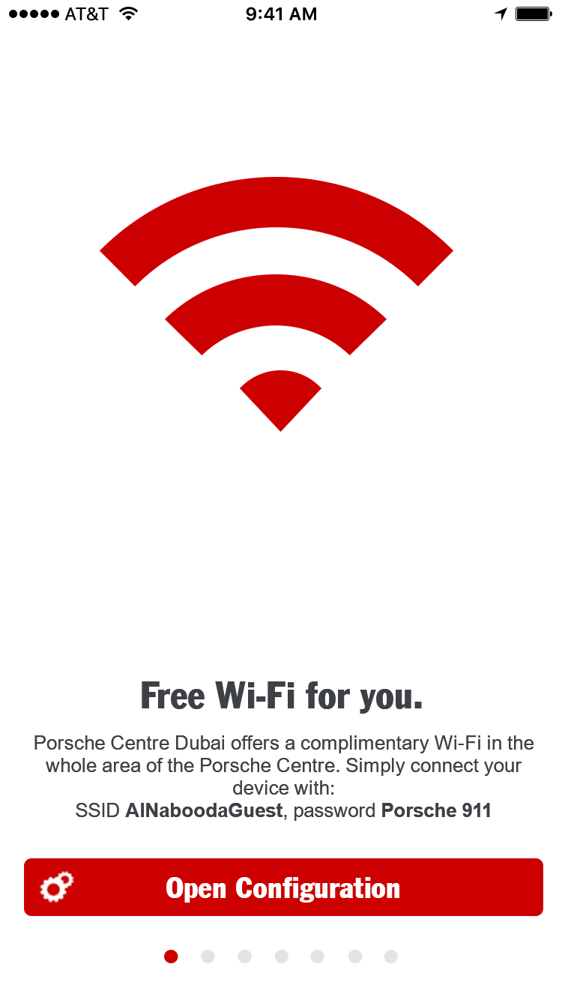 AT&T 9:41 AM
Free Wi-Fi for you.
Porsche Centre Dubai offers a complimentary Wi-Fi in the
whole area of the Porsche Centre. Simply connect your
device with:
SSID AlNaboodaGuest, password Porsche 911
Open Configuration